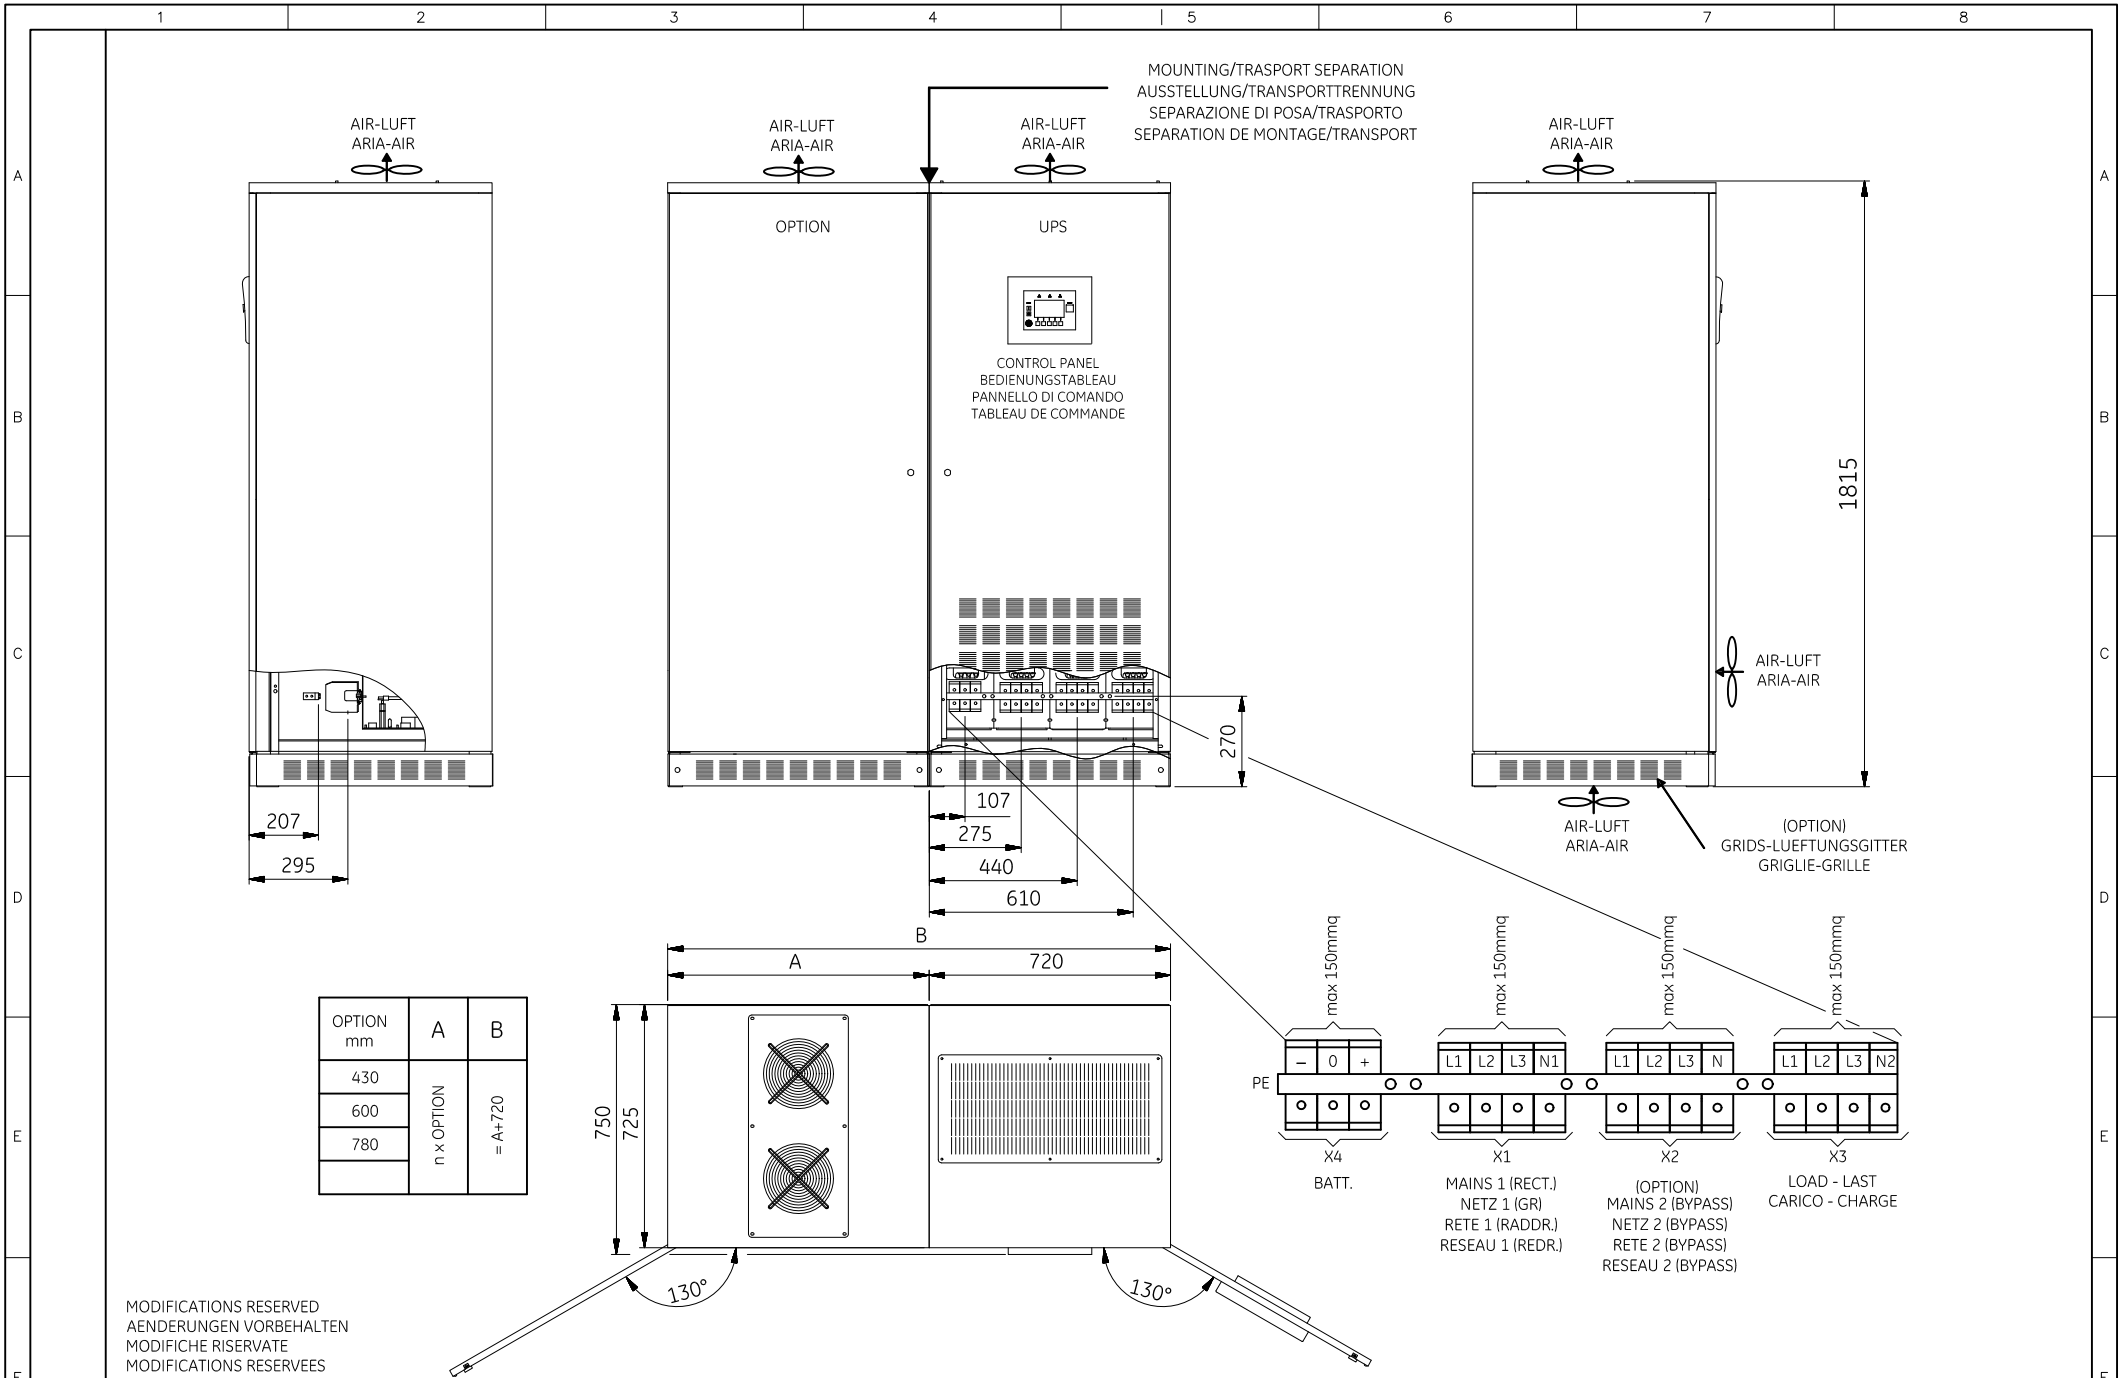 1 2 3 4 5 6 7 8
MOUNTING/TRASPORT SEPARATION
AUSSTELLUNG/TRANSPORTTRENNUNG
SEPARAZIONE DI POSA/TRASPORTO
SEPARATION DE MONTAGE/TRANSPORT
AIR-LUFT
ARIA-AIR
AIR-LUFT
ARIA-AIR
AIR-LUFT
ARIA-AIR
AIR-LUFT
ARIA-AIR
A
A
OPTION
UPS
CONTROL PANEL
BEDIENUNGSTABLEAU
PANNELLO DI COMANDO
TABLEAU DE COMMANDE
B
B
1815
C
C
AIR-LUFT
ARIA-AIR
270
207
295
107
275
440
610
AIR-LUFT
ARIA-AIR
(OPTION)
GRIDS-LUEFTUNGSGITTER
GRIGLIE-GRILLE
D
D
B
A
720
750
725
130°
130°
OPTION
mm
A
B
430
600
780
n x OPTION
= A+720
max 150mmq
max 150mmq
max 150mmq
max 150mmq
– 0 +
L1 L2 L3 N1
L1 L2 L3 N
L1 L2 L3 N2
PE
E
E
X4
BATT.
X1
MAINS 1 (RECT.)
NETZ 1 (GR)
RETE 1 (RADDR.)
RESEAU 1 (REDR.)
X2
(OPTION)
MAINS 2 (BYPASS)
NETZ 2 (BYPASS)
RETE 2 (BYPASS)
RESEAU 2 (BYPASS)
X3
LOAD - LAST
CARICO - CHARGE
MODIFICATIONS RESERVED
AENDERUNGEN VORBEHALTEN
MODIFICHE RISERVATE
MODIFICATIONS RESERVEES